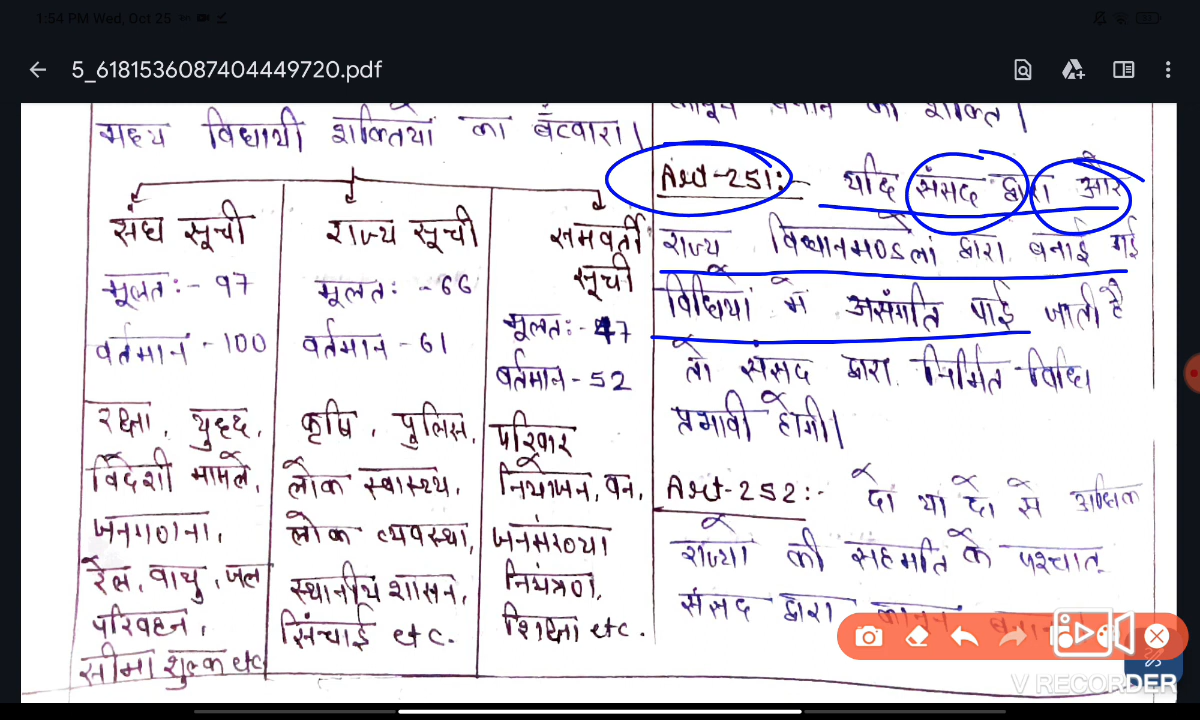 1:54 PM Wed, Oct 25
5_6181536087404449720.pdf
मध्य विधायी शक्तियों का बँटवारा।
संघ सूची
मूलतः- 97
वर्तमान - 100
रक्षा, युद्ध,
विदेशी मामले,
जनगणना,
रेल, वायु, जल
परिवहन,
सीमा शुल्क etc
राज्य सूची
मूलतः - 66
वर्तमान - 61
कृषि, पुलिस,
लोक स्वास्थ्य,
लोक व्यवस्था,
स्थानीय शासन,
सिंचाई etc.
समवर्ती
सूची
मूलतः- 47
वर्तमान - 52
परिवार
नियोजन, वन,
जनसंख्या
नियंत्रण,
शिक्षा etc.
की शक्ति।
Art-251:- यदि संसद द्वारा और
राज्य विधानमण्डलों द्वारा बनाई गई
विधियों में असंगति पाई जाती है
तो संसद द्वारा निर्मित विधि
प्रभावी होगी।
Art-252:- दो या दो से अधिक
राज्यों की सहमति के पश्चात
संसद द्वारा कानून
V RECORDER